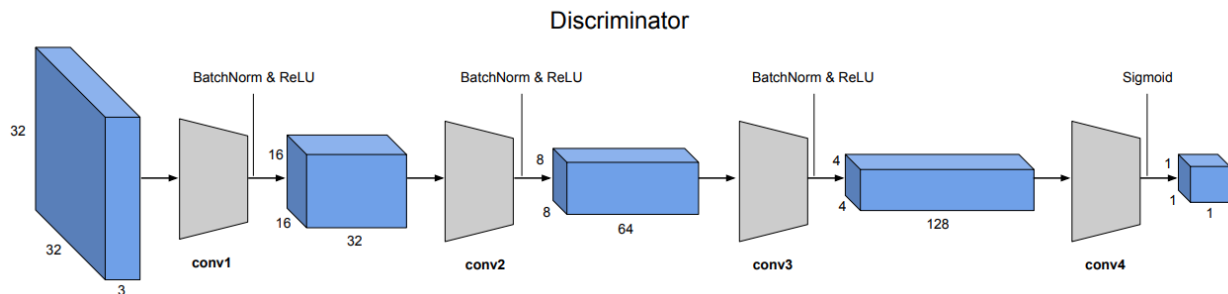 Discriminator
BatchNorm & ReLU
BatchNorm & ReLU
BatchNorm & ReLU
Sigmoid
32
32
3
conv1
16
16
32
conv2
8
8
64
conv3
4
4
128
conv4
1
1
1